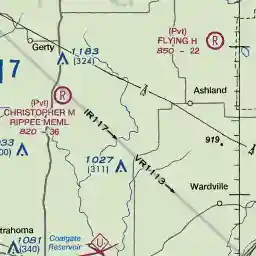 (Pvt)
FLYING H
850 - 22
R
Gerty
1183
(324)
17
Ashland
R
(Pvt)
CHRISTOPHER M
RIPPEE MEML
820 - 36
IR117
919
1027
(311)
VR1113
Wardville
Coalgate
Reservoir
1081
(340)
U